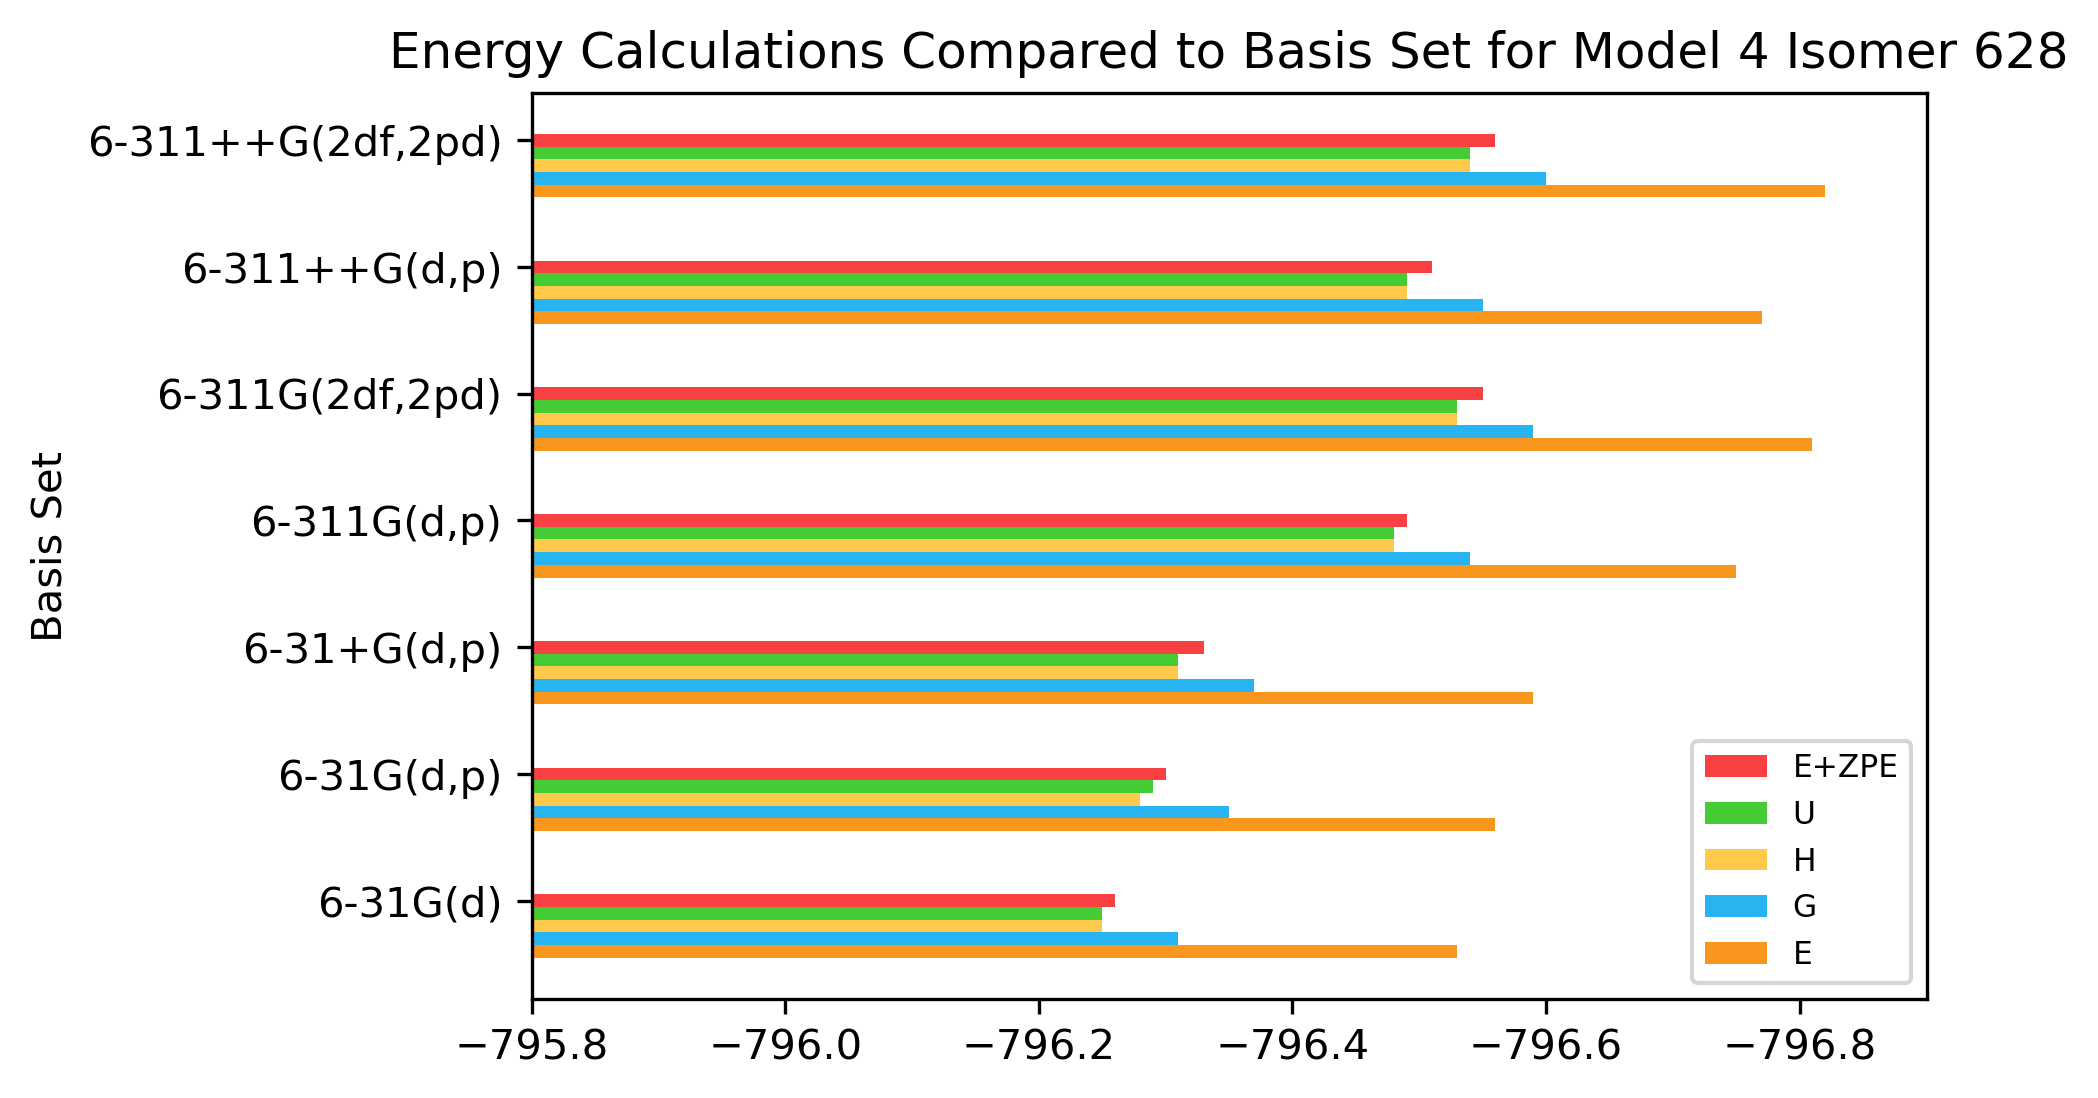 Energy Calculations Compared to Basis Set for Model 4 Isomer 628
6-311++G(2df,2pd)
6-311++G(d,p)
6-311G(2df,2pd)
6-311G(d,p)
6-31+G(d,p)
6-31G(d,p)
6-31G(d)
Basis Set
E+ZPE
U
H
G
E
−795.8 −796.0 −796.2 −796.4 −796.6 −796.8